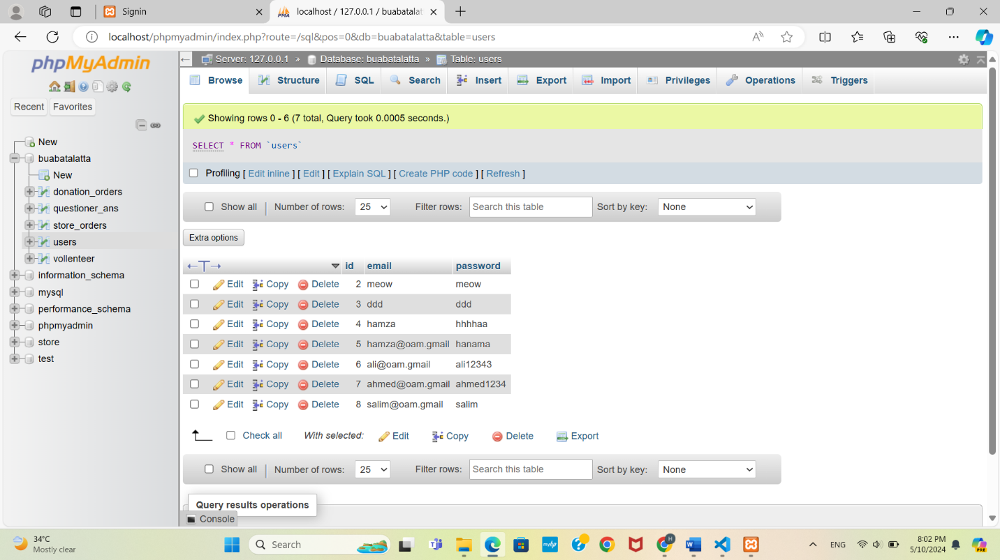 Signin
localhost / 127.0.0.1 / buabatalat
localhost/phpmyadmin/index.php?route=/sql&pos=0&db=buabatalatta&table=users
phpMyAdmin
Recent Favorites
New
buabatalatta
New
donation_orders
questioner_ans
store_orders
users
vollenteer
information_schema
mysql
performance_schema
phpmyadmin
store
test
Server: 127.0.0.1 » Database: buabatalatta » Table: users
Browse Structure SQL Search Insert Export Import Privileges Operations Triggers
Showing rows 0 - 6 (7 total, Query took 0.0005 seconds.)
SELECT * FROM `users`
Profiling [ Edit inline ] [ Edit ] [ Explain SQL ] [ Create PHP code ] [ Refresh ]
Show all | Number of rows: 25 Filter rows: Search this table Sort by key: None
Extra options
←T→ id email password
Edit Copy Delete 2 meow meow
Edit Copy Delete 3 ddd ddd
Edit Copy Delete 4 hamza hhhhaa
Edit Copy Delete 5 hamza@oam.gmail hanama
Edit Copy Delete 6 ali@oam.gmail ali12343
Edit Copy Delete 7 ahmed@oam.gmail ahmed1234
Edit Copy Delete 8 salim@oam.gmail salim
Check all With selected: Edit Copy Delete Export
Show all | Number of rows: 25 Filter rows: Search this table Sort by key: None
Query results operations
Console
34°C
Mostly clear
Search
ENG
8:02 PM
5/10/2024